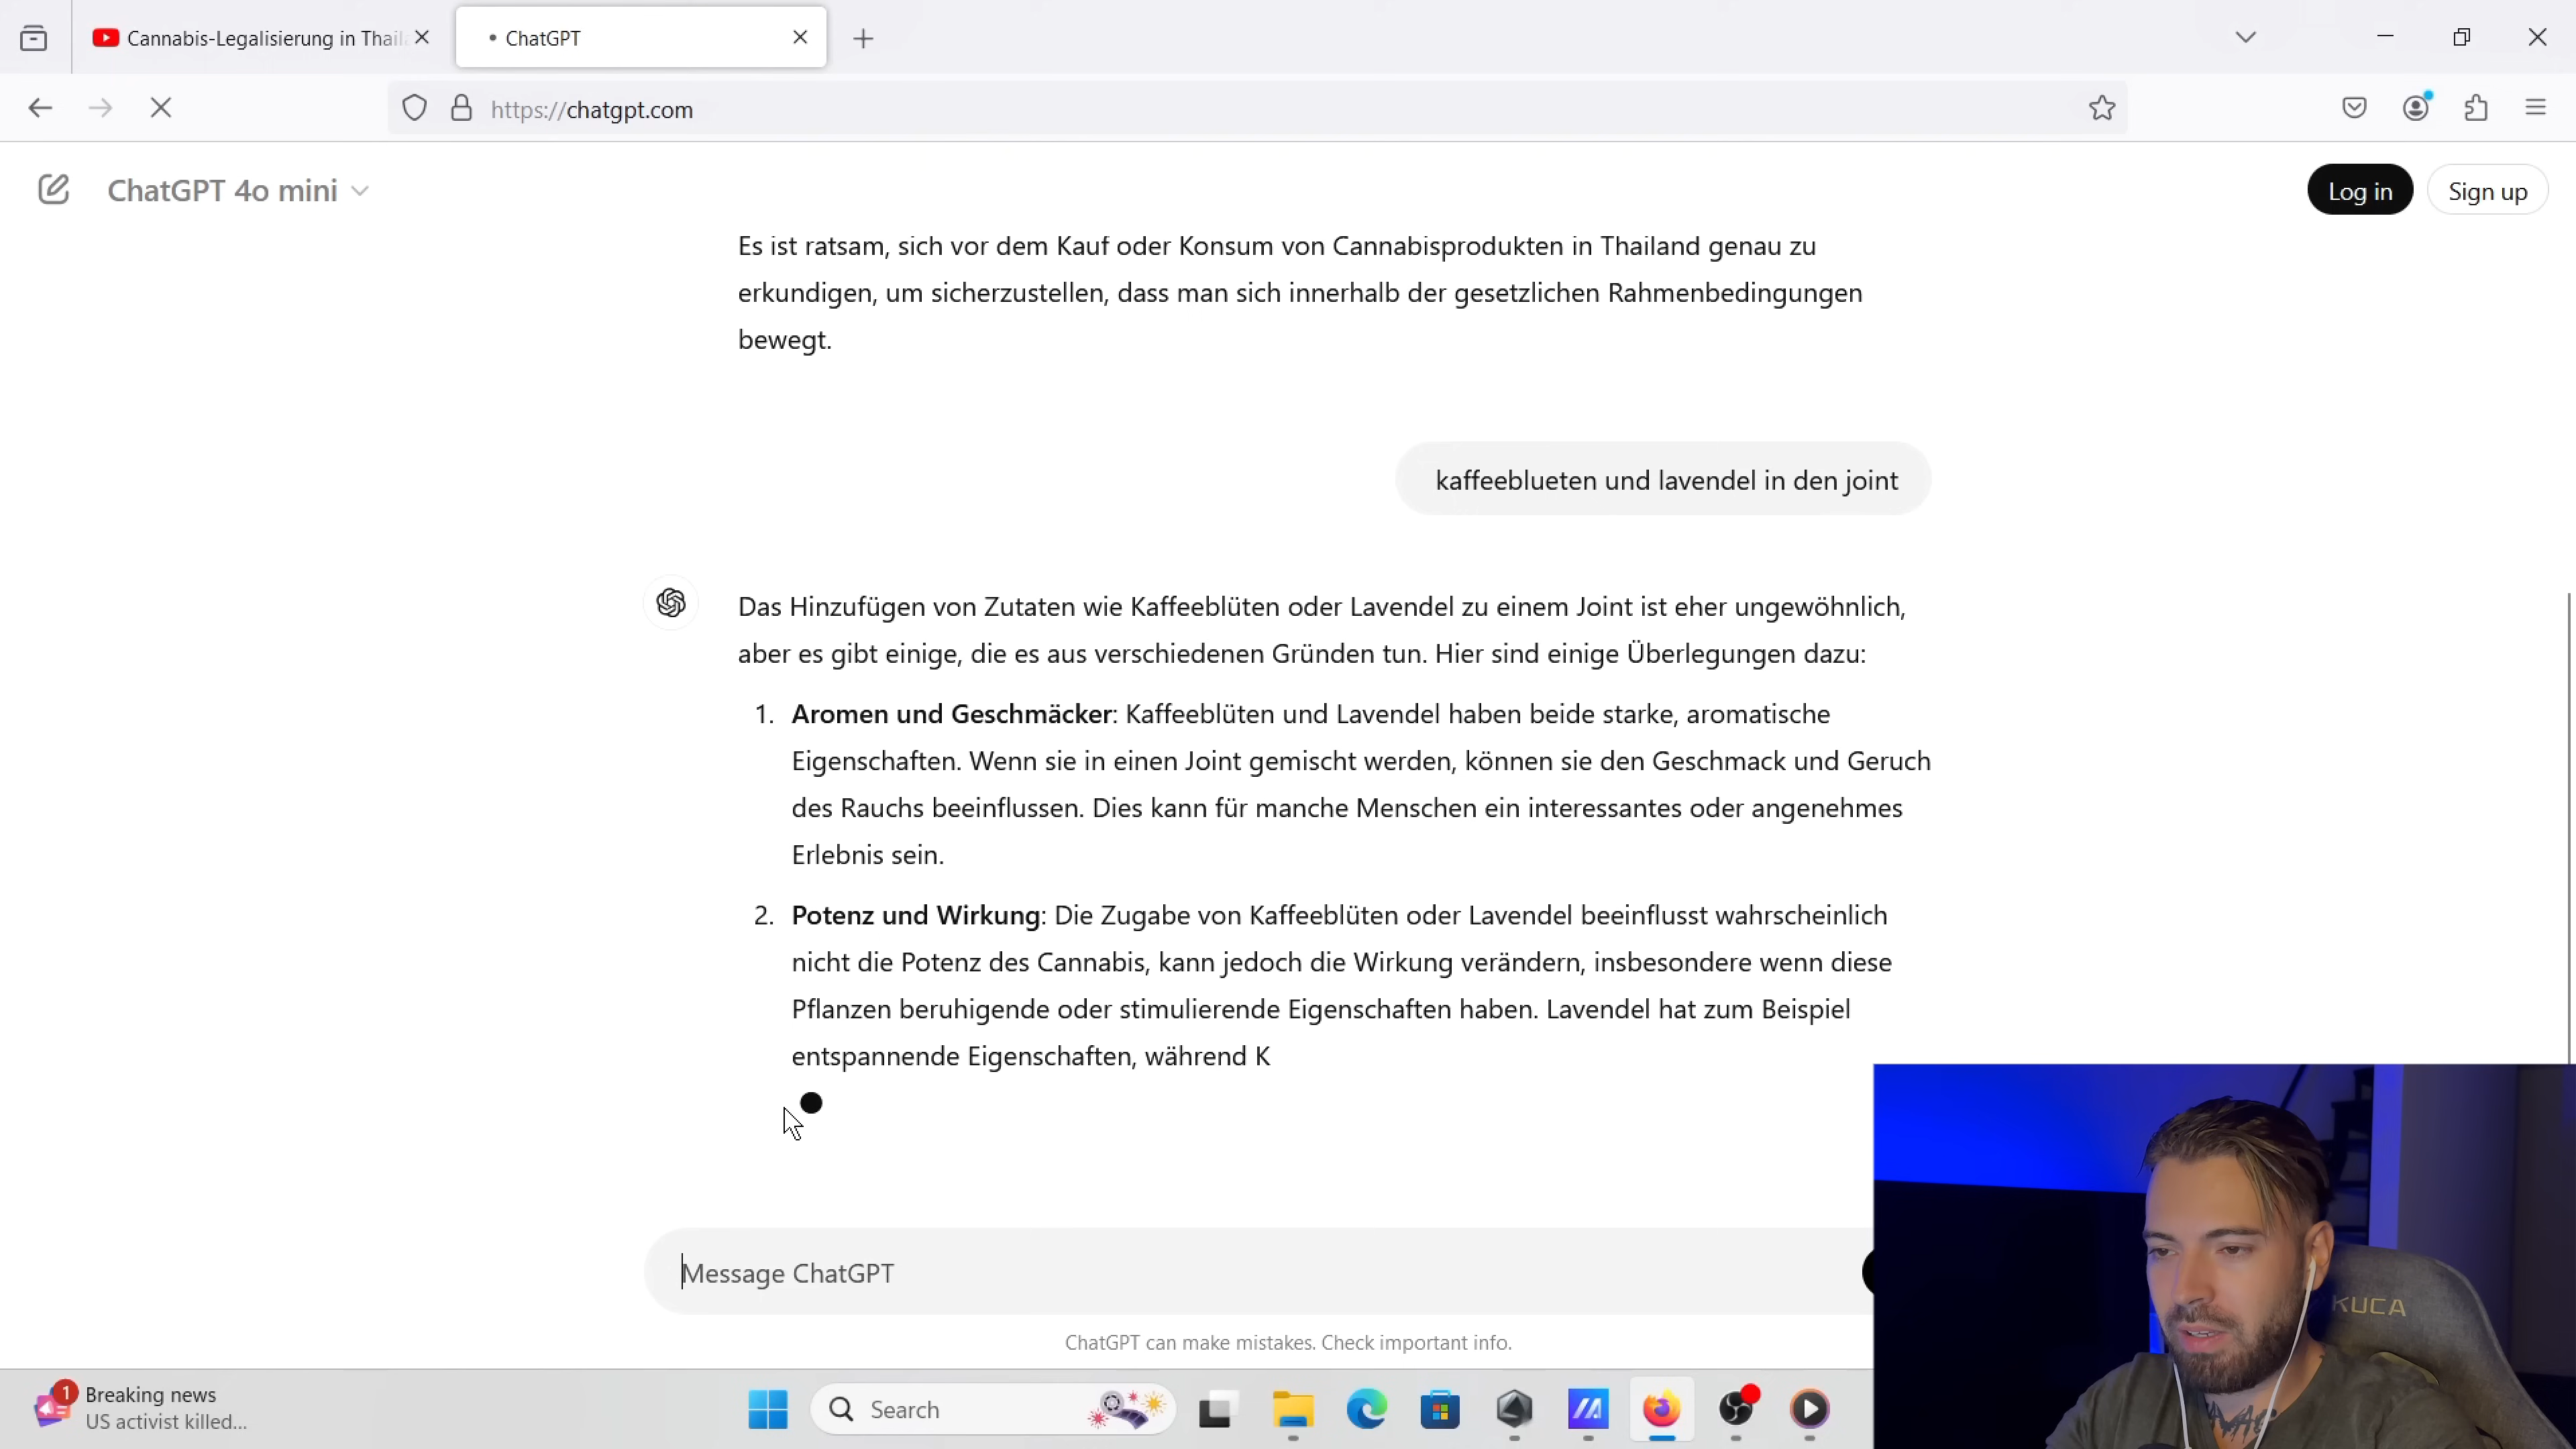 Cannabis-Legalisierung in Thail
ChatGPT
https://chatgpt.com
ChatGPT 4o mini
Log in
Sign up
Es ist ratsam, sich vor dem Kauf oder Konsum von Cannabisprodukten in Thailand genau zu
erkundigen, um sicherzustellen, dass man sich innerhalb der gesetzlichen Rahmenbedingungen
bewegt.
kaffeeblueten und lavendel in den joint
Das Hinzufügen von Zutaten wie Kaffeeblüten oder Lavendel zu einem Joint ist eher ungewöhnlich,
aber es gibt einige, die es aus verschiedenen Gründen tun. Hier sind einige Überlegungen dazu:
1. Aromen und Geschmäcker: Kaffeeblüten und Lavendel haben beide starke, aromatische
Eigenschaften. Wenn sie in einen Joint gemischt werden, können sie den Geschmack und Geruch
des Rauchs beeinflussen. Dies kann für manche Menschen ein interessantes oder angenehmes
Erlebnis sein.
2. Potenz und Wirkung: Die Zugabe von Kaffeeblüten oder Lavendel beeinflusst wahrscheinlich
nicht die Potenz des Cannabis, kann jedoch die Wirkung verändern, insbesondere wenn diese
Pflanzen beruhigende oder stimulierende Eigenschaften haben. Lavendel hat zum Beispiel
entspannende Eigenschaften, während K
Message ChatGPT
ChatGPT can make mistakes. Check important info.
KUCA
1
Breaking news
US activist killed...
Search